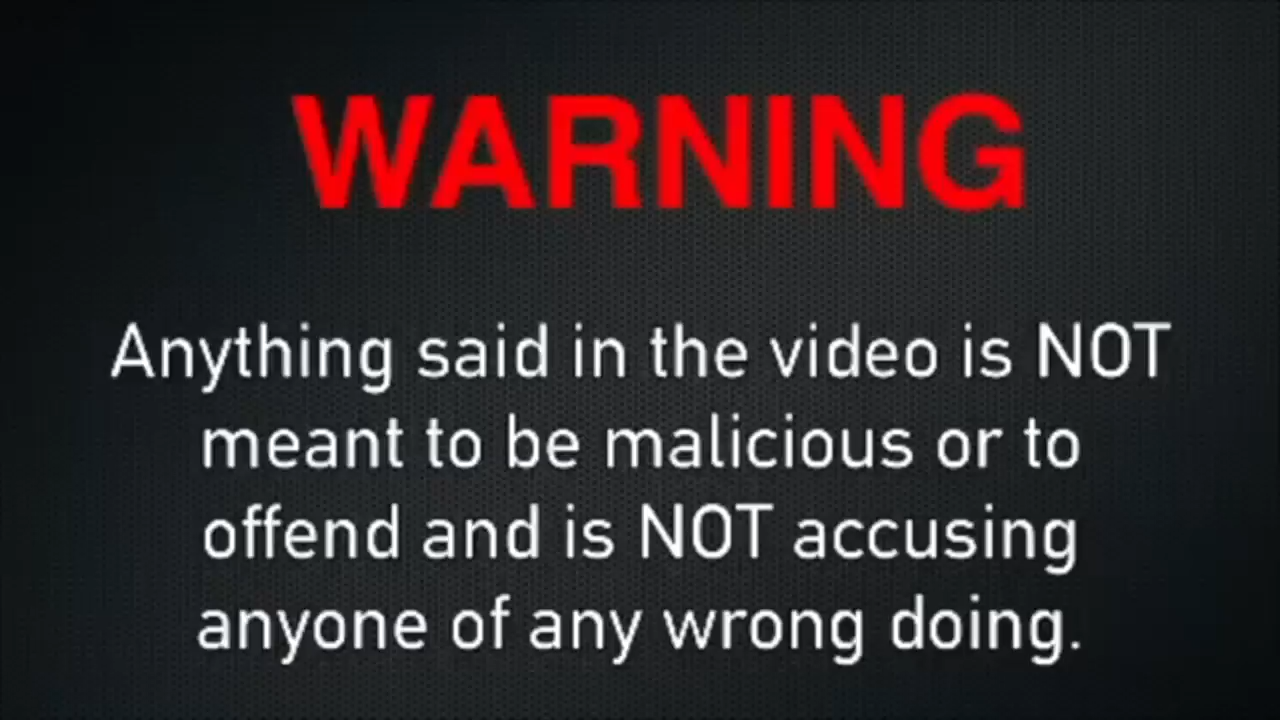 WARNING
Anything said in the video is NOT
meant to be malicious or to
offend and is NOT accusing
anyone of any wrong doing.